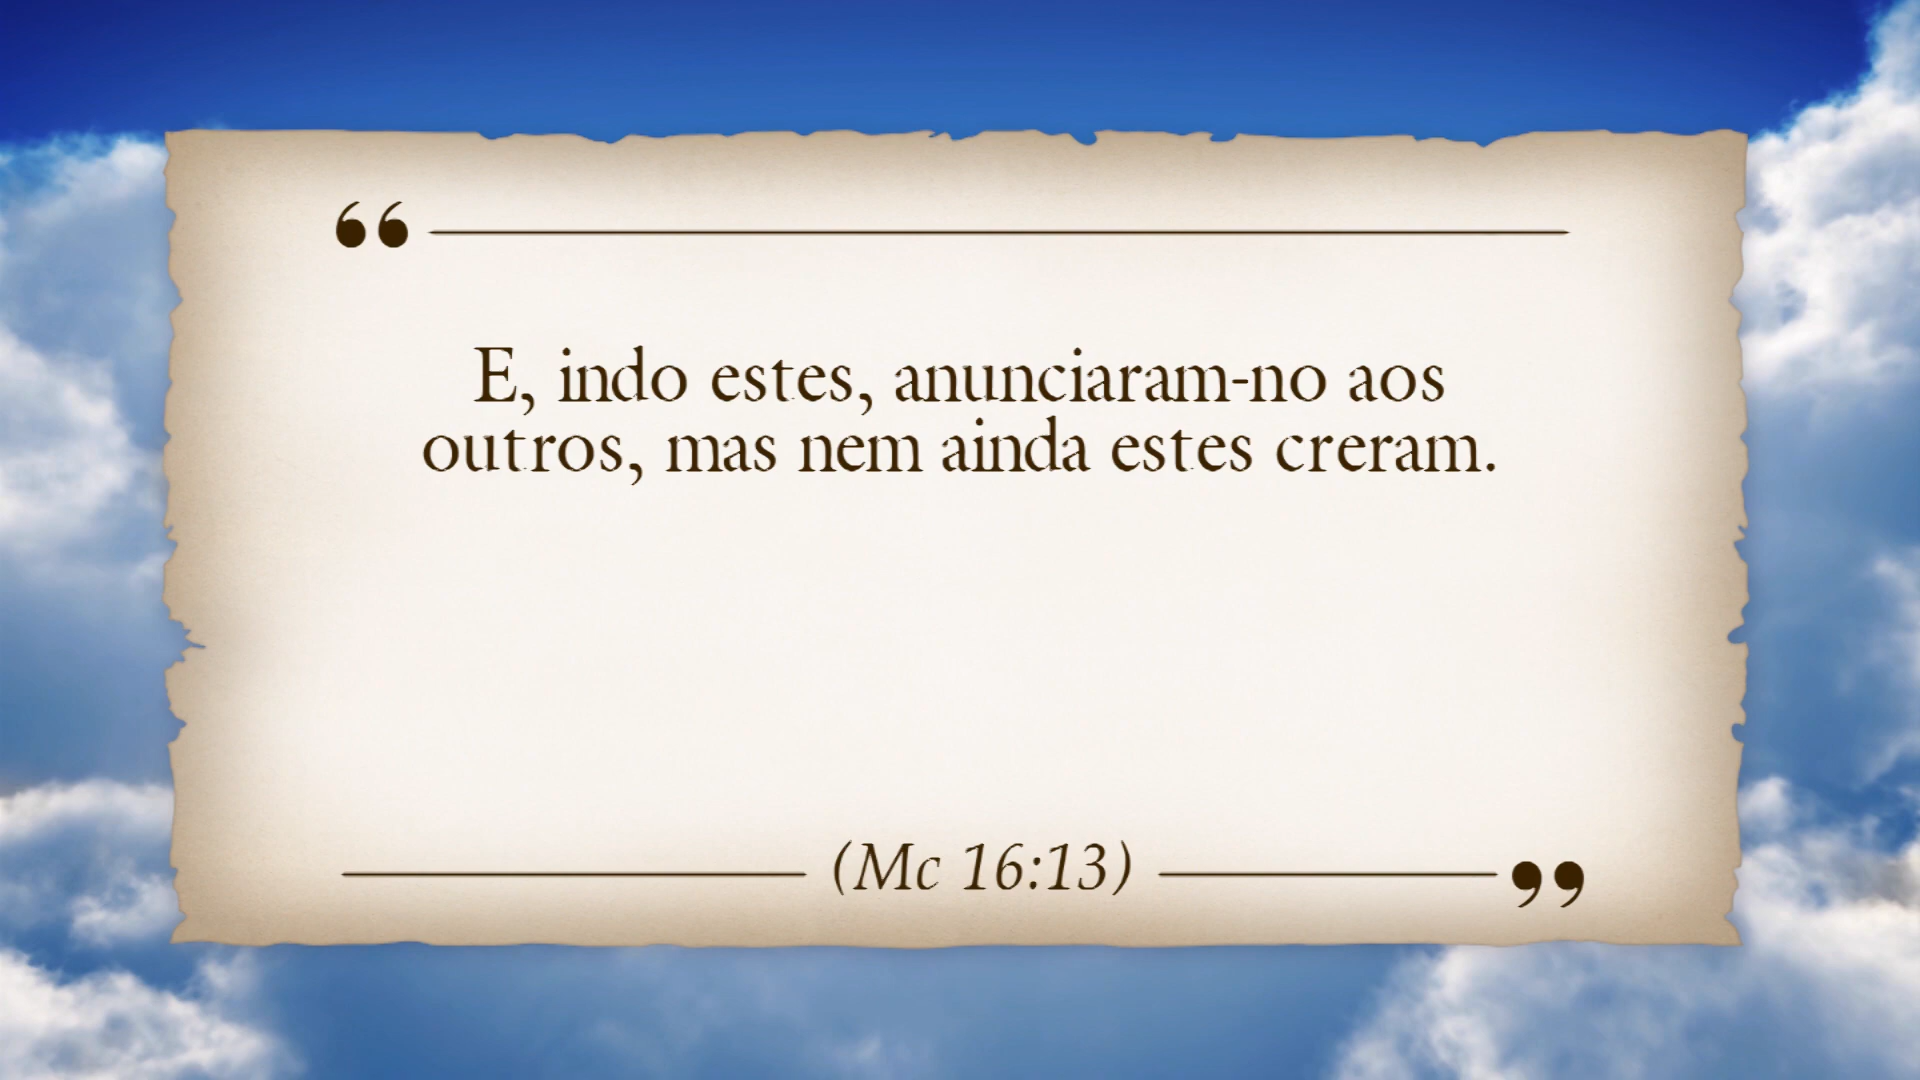 “
E, indo estes, anunciaram-no aos
outros, mas nem ainda estes creram.
(Mc 16:13)
”